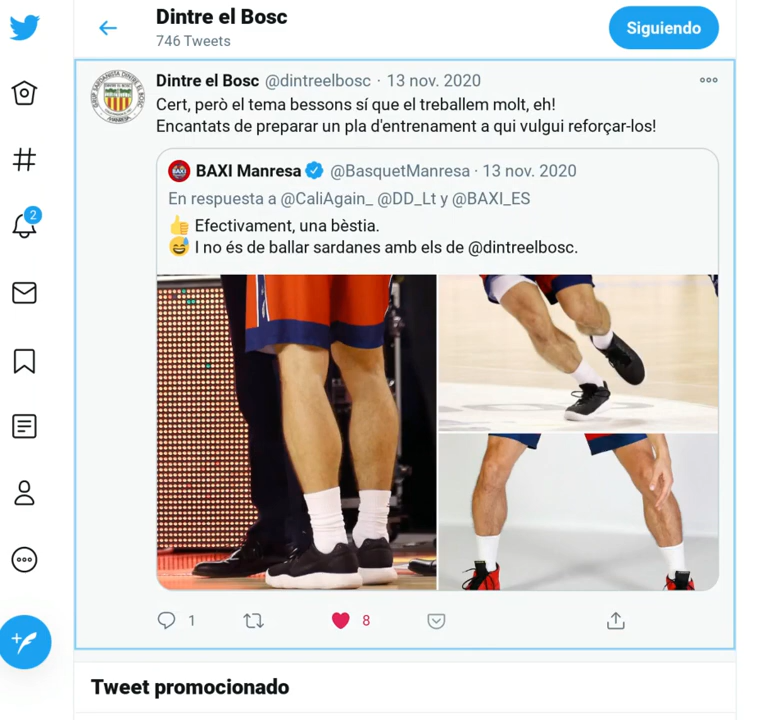 Dintre el Bosc
746 Tweets
Siguiendo
2
Dintre el Bosc @dintreelbosc · 13 nov. 2020
Cert, però el tema bessons sí que el treballem molt, eh!
Encantats de preparar un pla d'entrenament a qui vulgui reforçar-los!
BAXI Manresa @BasquetManresa · 13 nov. 2020
En respuesta a @CaliAgain_ @DD_Lt y @BAXI_ES
👍 Efectivament, una bèstia.
😅 I no és de ballar sardanes amb els de @dintreelbosc.
1
8
Tweet promocionado